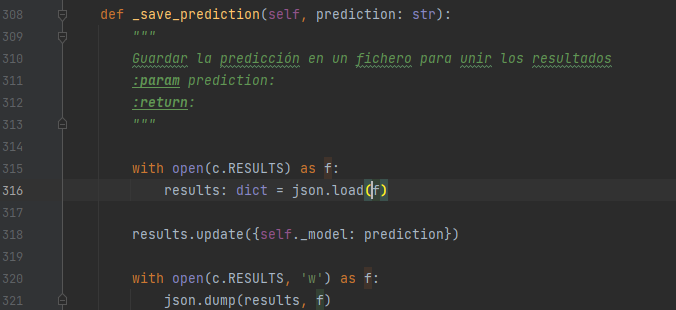 308 def _save_prediction(self, prediction: str):
309 """
310 Guardar la predicción en un fichero para unir los resultados
311 :param prediction:
312 :return:
313 """
314
315 with open(c.RESULTS) as f:
316 results: dict = json.load(f)
317
318 results.update({self._model: prediction})
319
320 with open(c.RESULTS, 'w') as f:
321 json.dump(results, f)